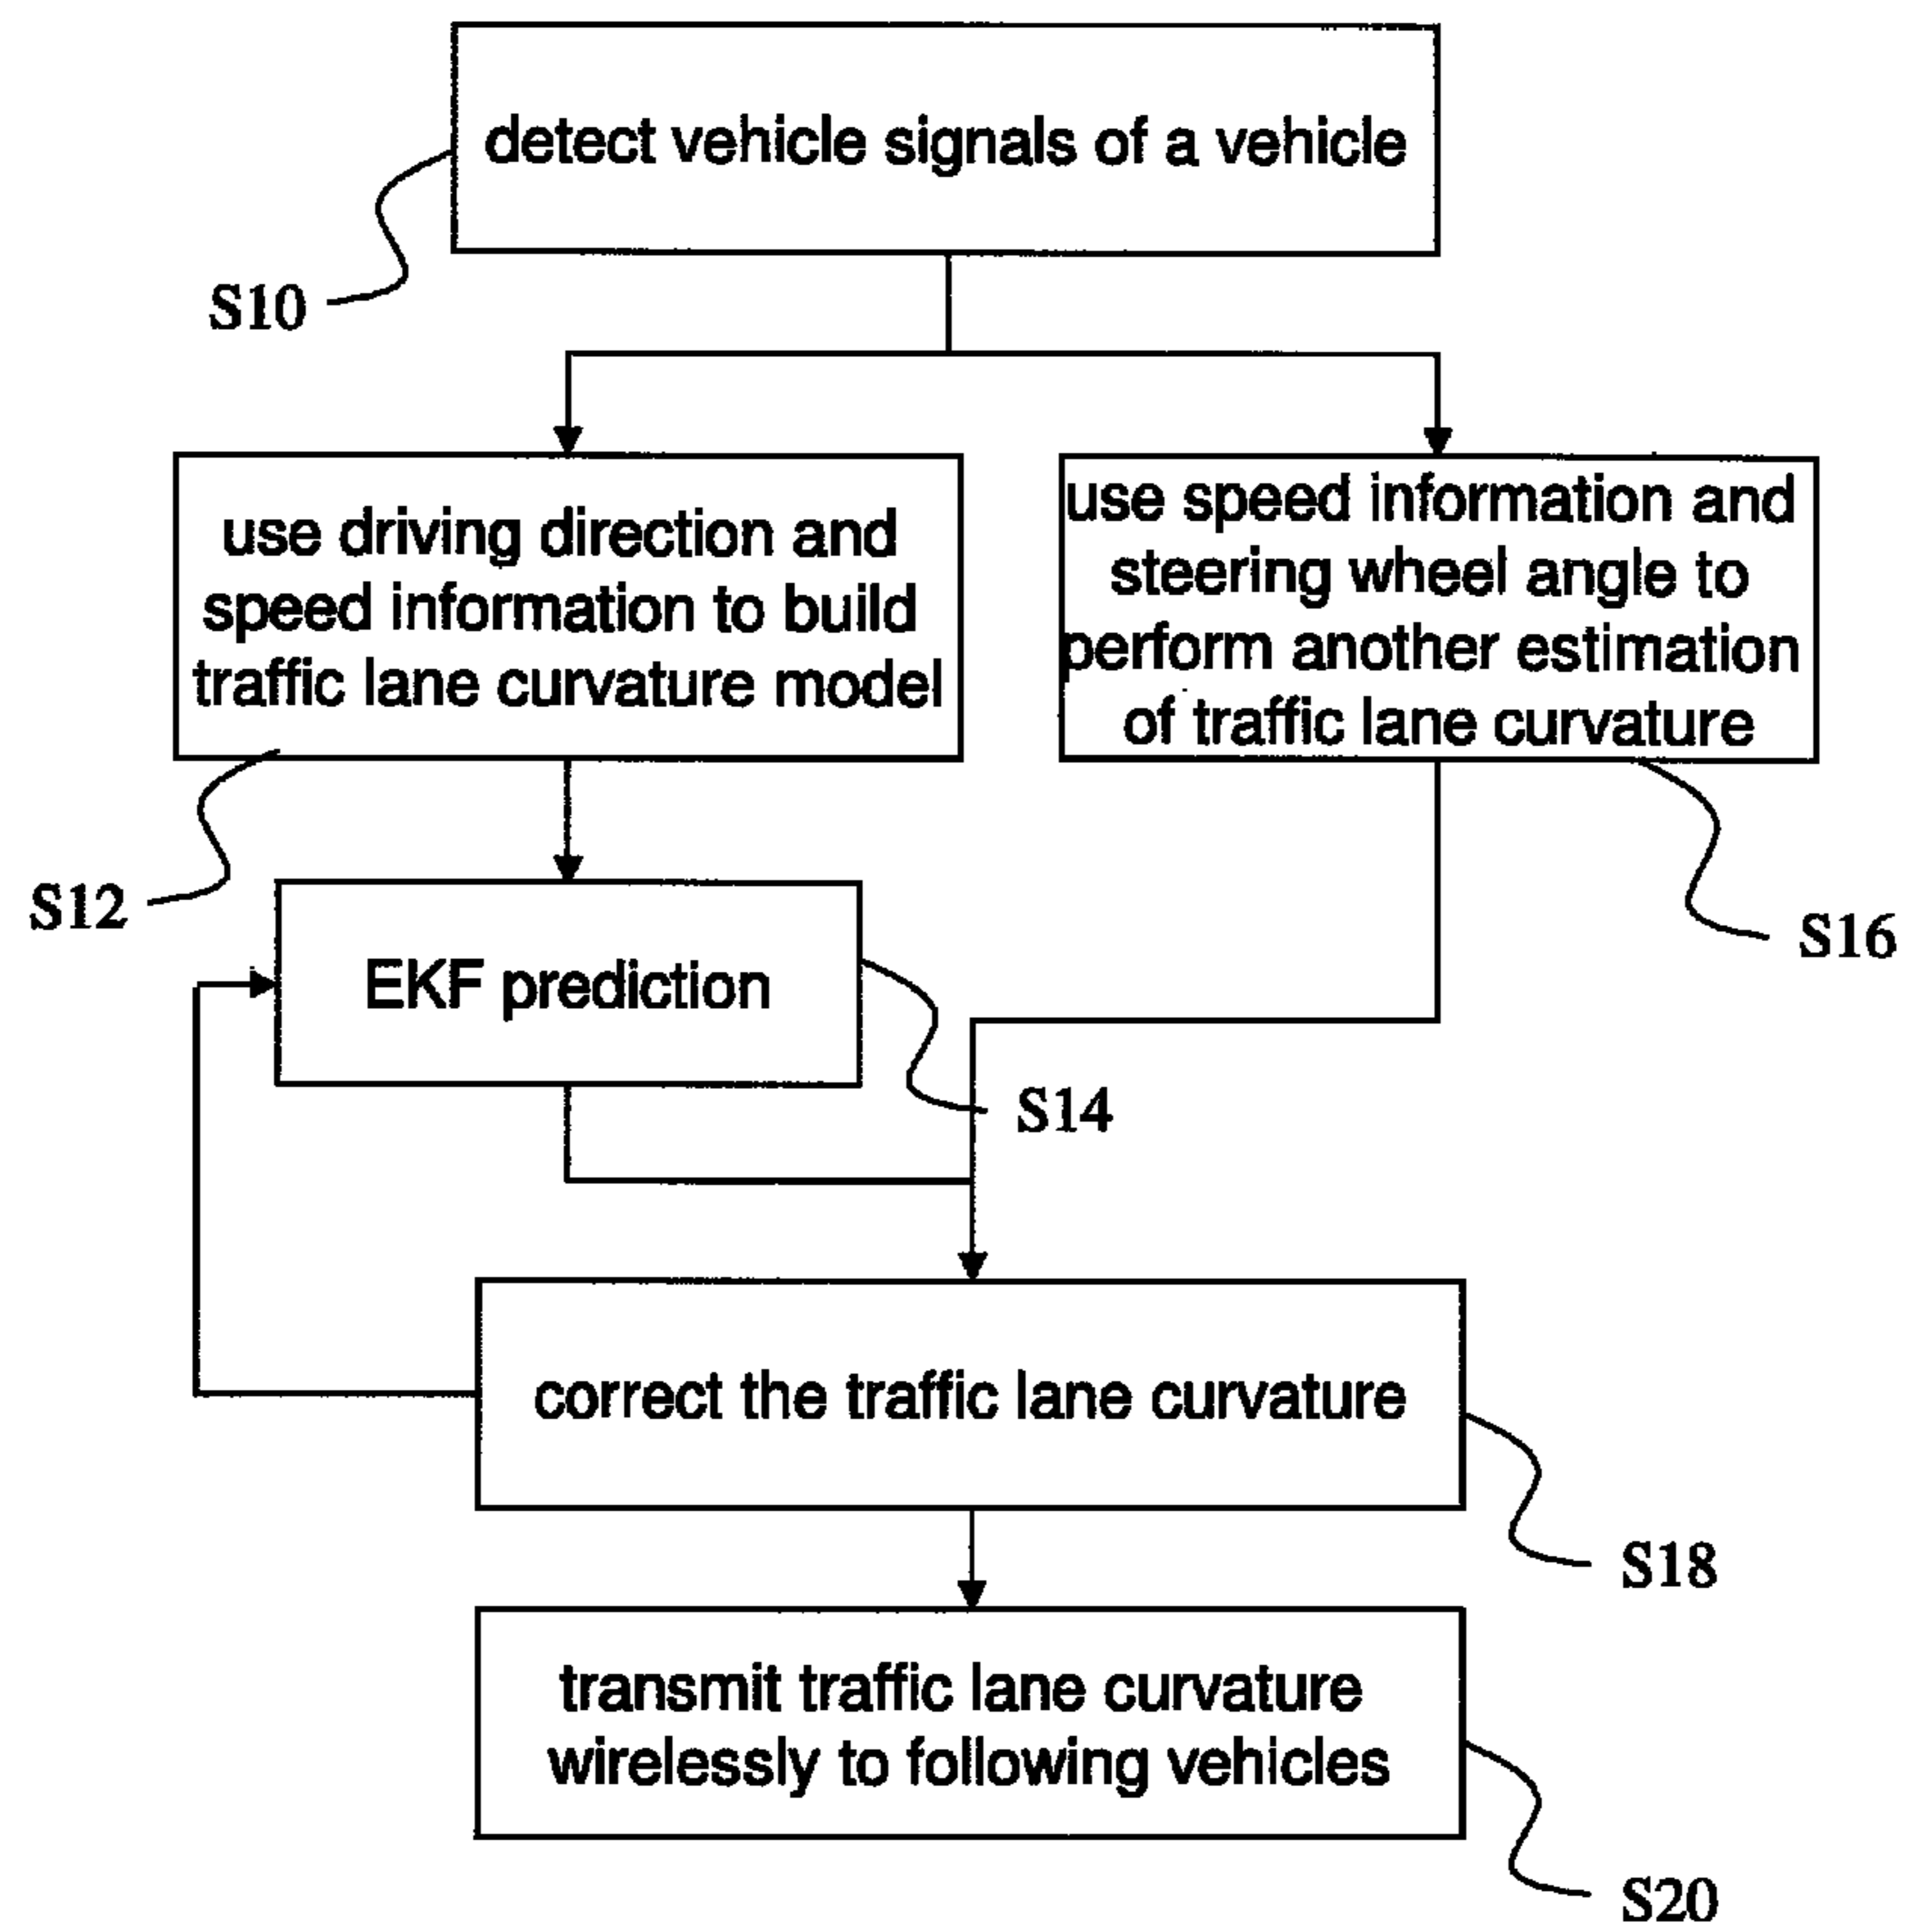 detect vehicle signals of a vehicle
S10
use driving direction and
speed information to build
traffic lane curvature model
S12
use speed information and
steering wheel angle to
perform another estimation
of traffic lane curvature
S16
EKF prediction
S14
correct the traffic lane curvature
S18
transmit traffic lane curvature
wirelessly to following vehicles
S20